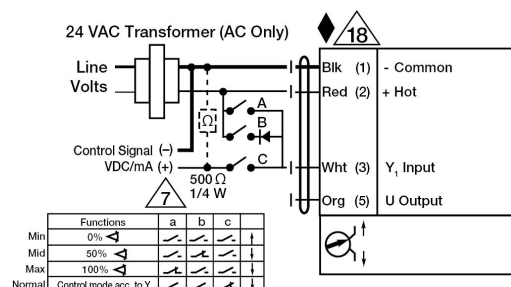 24 VAC Transformer (AC Only)
18
Line
Volts
Blk (1) - Common
Red (2) + Hot
A
Ω
B
Control Signal (–)
VDC/mA (+)
C
Wht (3) Y₁ Input
500 Ω
1/4 W
7
Org (5) U Output
Functions a b c
Min 0%
Mid 50%
Max 100%
Normal Control mode acc. to Y